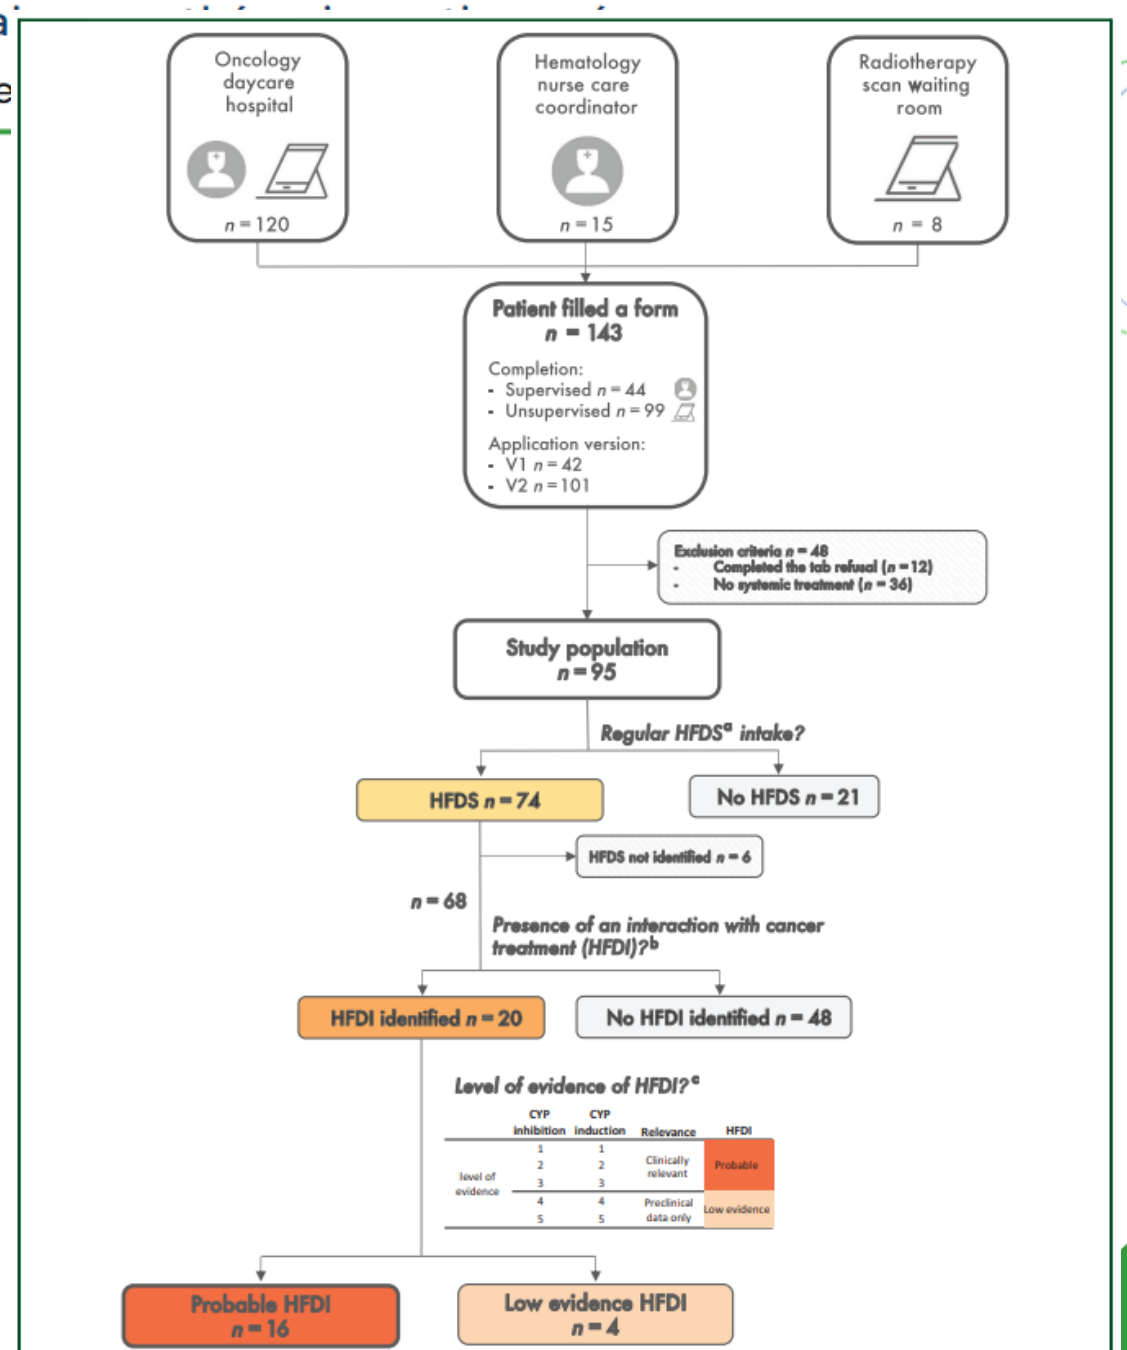 Oncology
daycare
hospital
n = 120
Hematology
nurse care
coordinator
n = 15
Radiotherapy
scan waiting
room
n = 8
Patient filled a form
n = 143
Completion:
- Supervised n = 44
- Unsupervised n = 99
Application version:
- V1 n = 42
- V2 n = 101
Exclusion criteria n = 48
- Completed the tab refusal (n = 12)
- No systemic treatment (n = 36)
Study population
n = 95
Regular HFDSᵃ intake?
HFDS n = 74
No HFDS n = 21
HFDS not identified n = 6
n = 68
Presence of an interaction with cancer
treatment (HFDI)?ᵇ
HFDI identified n = 20
No HFDI identified n = 48
Level of evidence of HFDI?ᶜ
CYP inhibition CYP induction Relevance HFDI
level of evidence
1 1
2 2 Clinically relevant Probable
3 3
4 4 Preclinical data only Low evidence
5 5
Probable HFDI
n = 16
Low evidence HFDI
n = 4